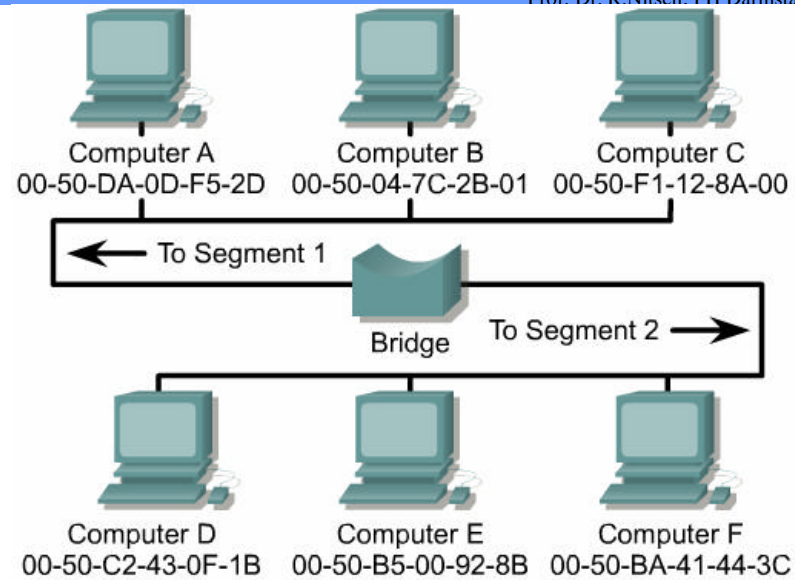 Computer A Computer B Computer C
00-50-DA-0D-F5-2D 00-50-04-7C-2B-01 00-50-F1-12-8A-00
To Segment 1
Bridge
To Segment 2
Computer D Computer E Computer F
00-50-C2-43-0F-1B 00-50-B5-00-92-8B 00-50-BA-41-44-3C